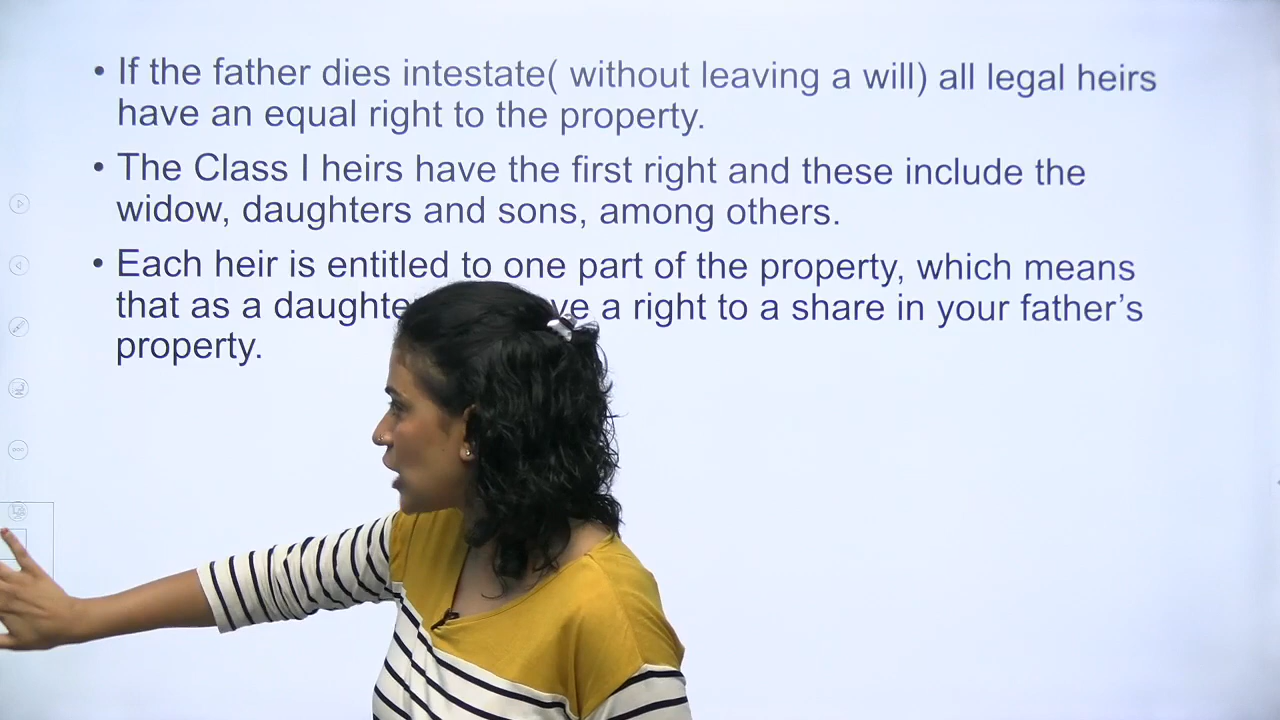 • If the father dies intestate( without leaving a will) all legal heirs
have an equal right to the property.
• The Class I heirs have the first right and these include the
widow, daughters and sons, among others.
• Each heir is entitled to one part of the property, which means
that as a daughte ve a right to a share in your father’s
property.